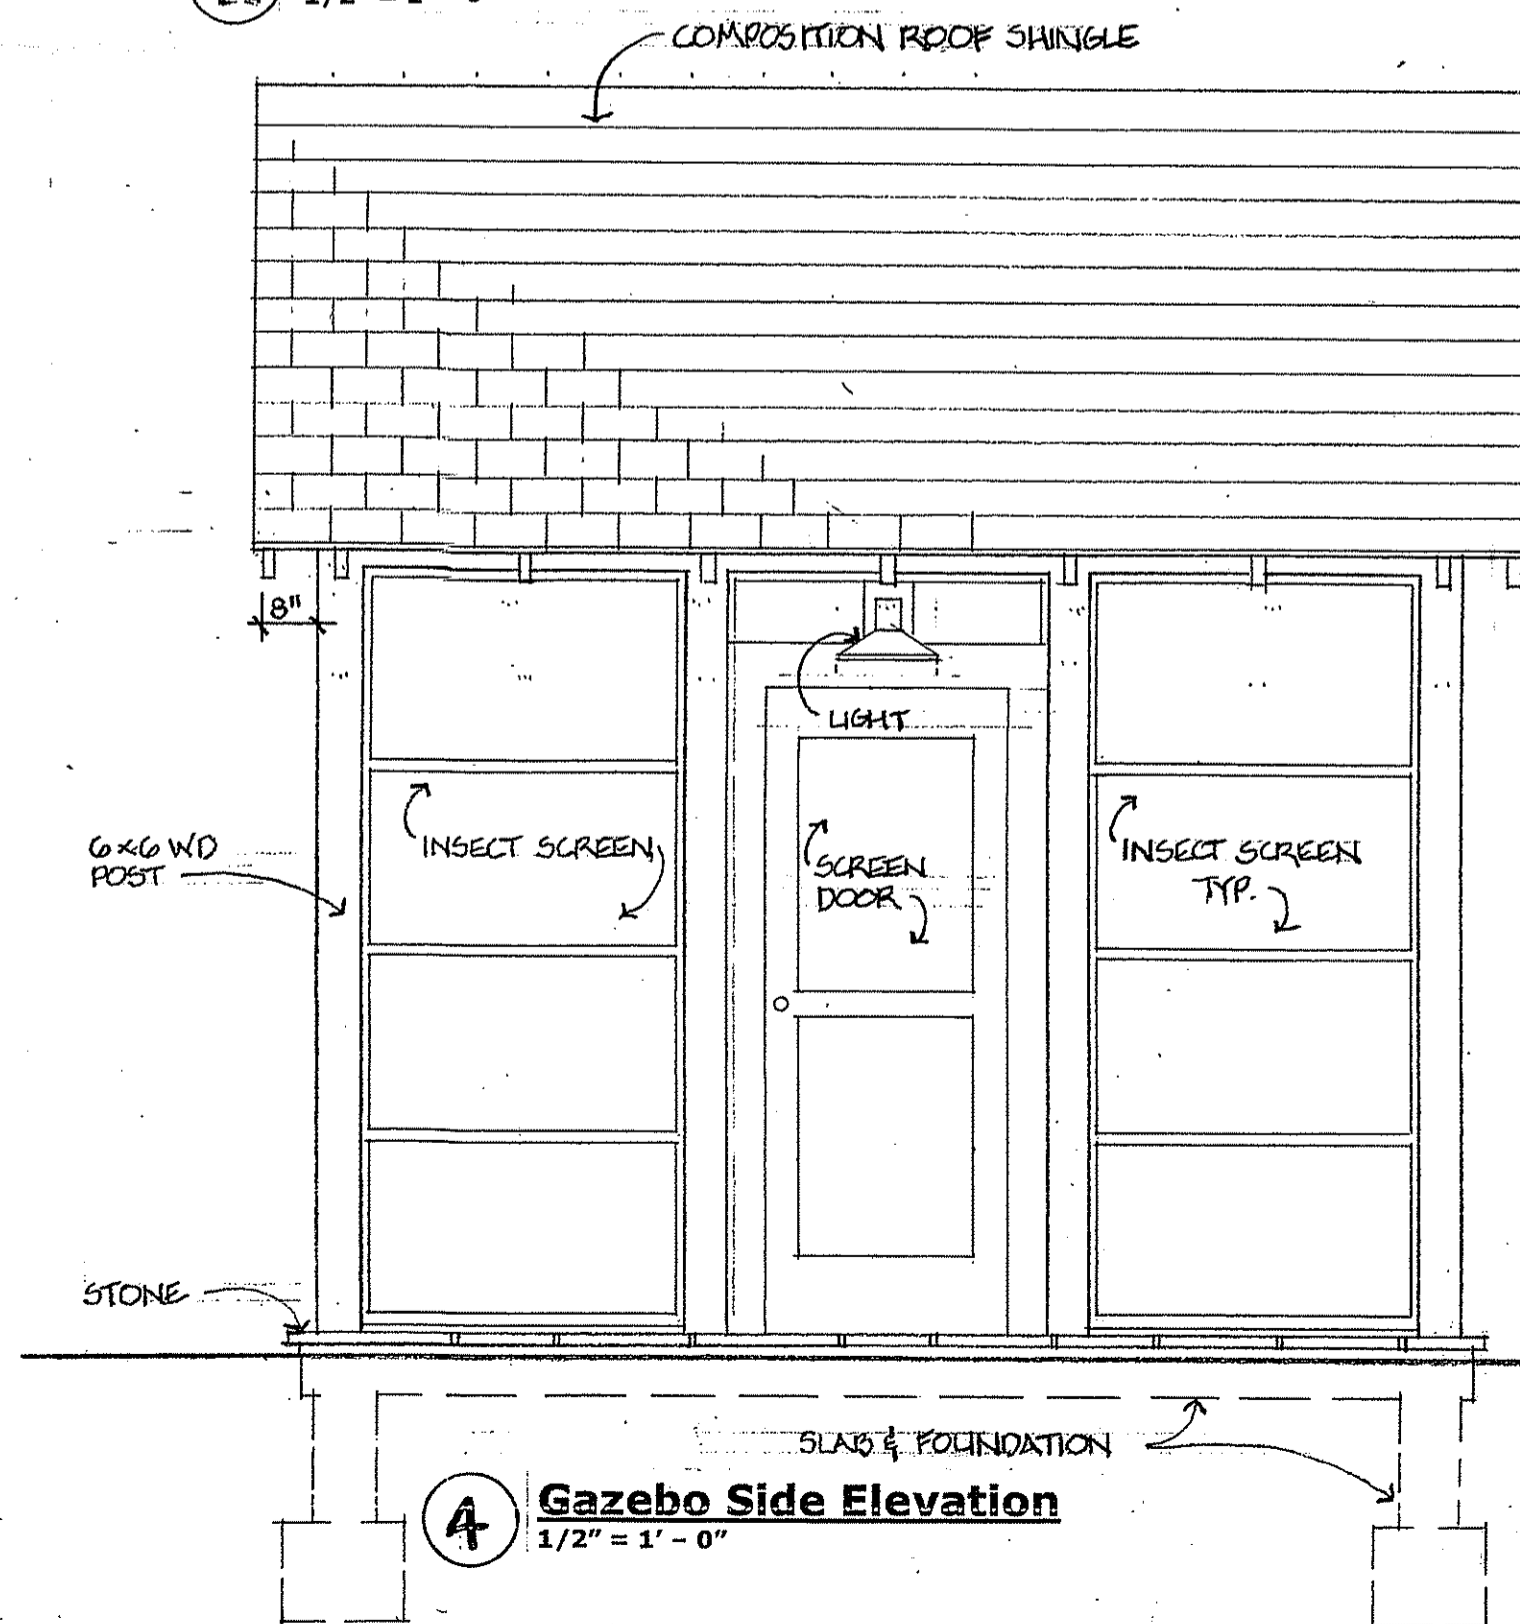 COMPOSITION ROOF SHINGLE
8"
LIGHT
6x6 WD
POST
INSECT SCREEN
SCREEN
DOOR
INSECT SCREEN
TYP.
STONE
SLAB & FOUNDATION
4
Gazebo Side Elevation
1/2" = 1' – 0"